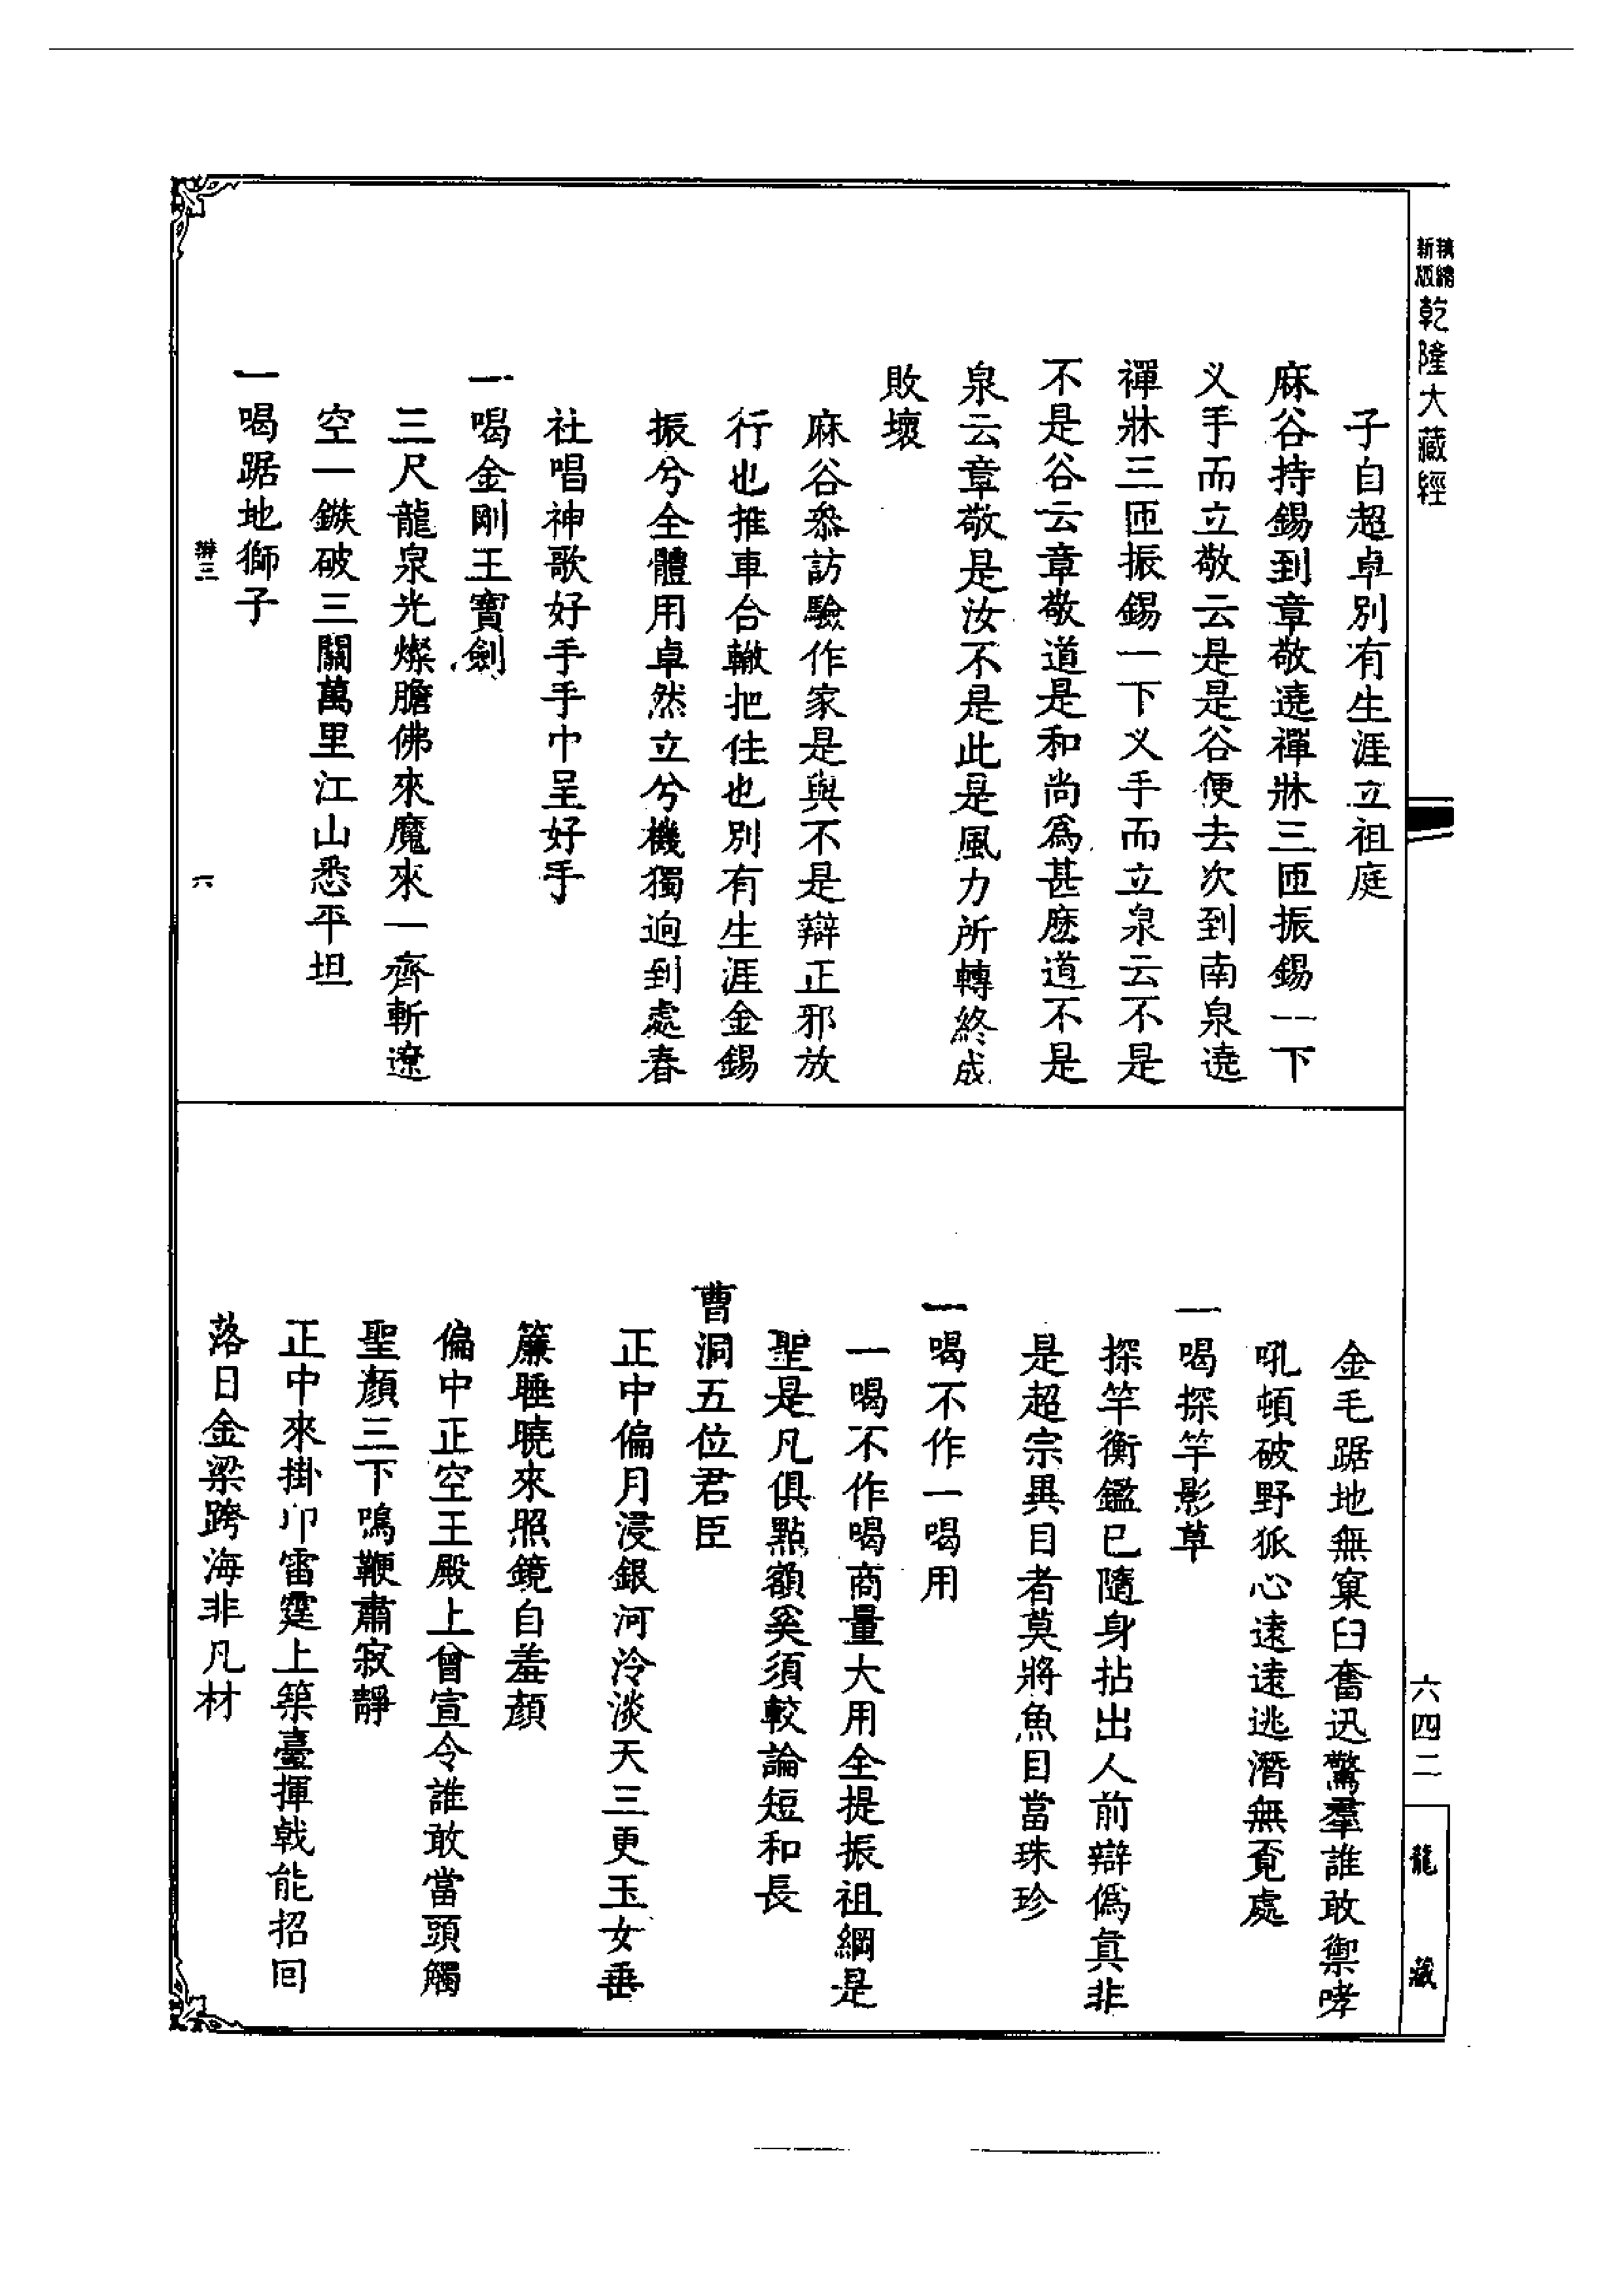 精繕新版乾隆大藏經
子自超卓別有生涯立祖庭
麻谷持錫到章敬遶禪牀三匝振錫一下
义手而立敬云是是谷便去次到南泉遶
禪牀三匝振錫一下义手而立泉云不是
不是谷云章敬道是和尚爲甚麽道不是
泉云章敬是汝不是此是風力所轉終成
敗壞
麻谷叅訪驗作家是與不是辯正邪放
行也推車合轍把住也別有生涯金錫
振兮全體用卓然立兮機獨逈到處春
社唱神歌好手手中呈好手
一喝金剛王寶劍
三尺龍泉光燦膽佛來魔來一齊斬遼
空一鏃破三關萬里江山悉平坦
一喝踞地獅子
辯三
六
金毛踞地無窠臼奮迅驚羣誰敢禦哮
吼頓破野狐心遠遠逃潛無覓處
一喝探竿影草
探竿衡鑑已隨身拈出人前辯僞眞非
是超宗異目者莫將魚目當珠珍
一喝不作一喝用
一喝不作喝商量大用全提振祖綱是
聖是凡俱點額奚須較論短和長
曹洞五位君臣
正中偏月浸銀河冷淡天三更玉女垂
簾睡曉來照鏡自羞顏
偏中正空王殿上曾宣令誰敢當頭觸
聖顏三下鳴鞭肅寂靜
正中來掛卬雷霆上築臺揮戟能招回
落日金梁跨海非凡材
六四二
龍藏